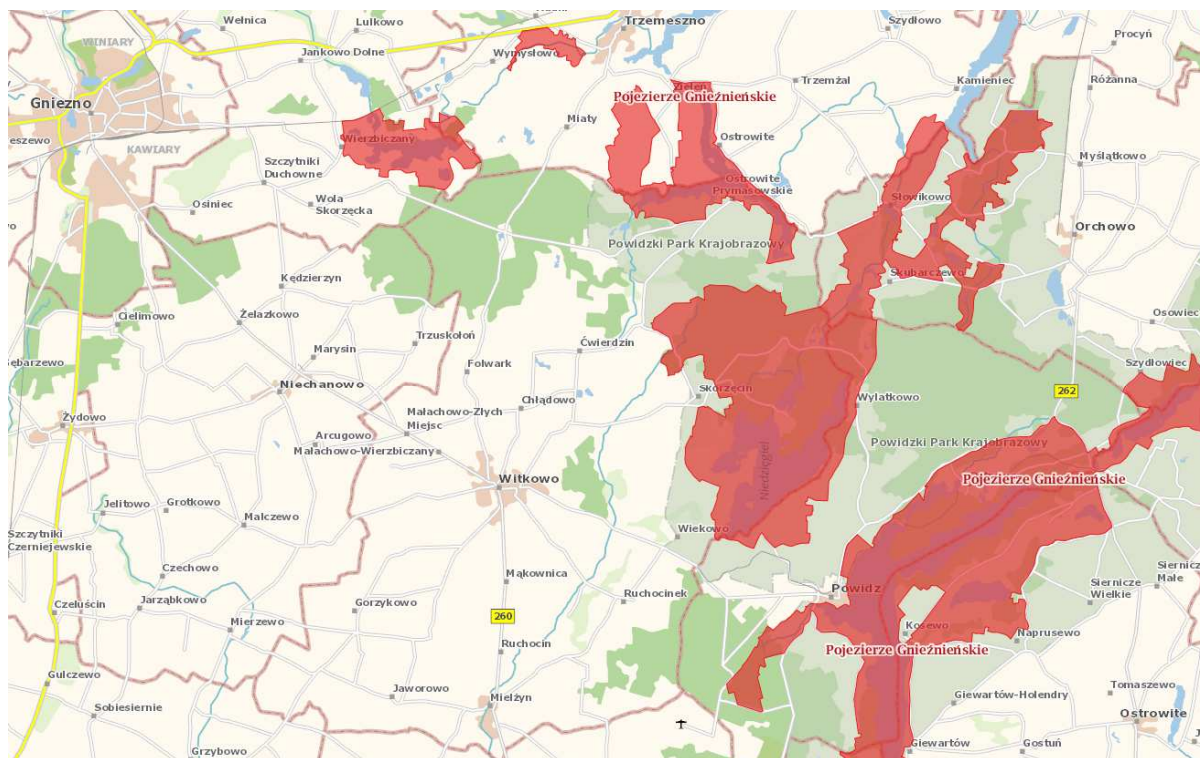 Wełnica
Lulkowo
Trzemeszno
Szydłowo
Procyń
WINIARY
Jańkowo Dolne
Wymysłowo
Trzemżal
Kamieniec
Różanna
Gniezno
Zieleń
Pojezierze Gnieźnieńskie
Miaty
Ostrowite
KAWIARY
Wierzbiczany
Szczytniki
Duchowne
Myślątkowo
Ostrowite
Prymasowskie
Wola
Skorzęcka
Osiniec
Słowikowo
Orchowo
Powidzki Park Krajobrazowy
Skubarczewo
Kędzierzyn
Cielimowo
Żelazkowo
Osowiec
Trzuskołoń
Ćwierdzin
Marysin
Folwark
Szydłowiec
Niechanowo
Skorzęcin
262
Wylatkowo
Chłądowo
Małachowo-Złych
Miejsc
Żydowo
Arcugowo
Małachowo-Wierzbiczany
Powidzki Park Krajobrazowy
Niedzięgiel
Witkowo
Pojezierze Gnieźnieńskie
Jelitowo
Grotkowo
Malczewo
Wiekowo
Szczytniki
Czerniejewskie
Czechowo
Mąkownica
Siernicze
Małe
Powidz
Siernicze
Wielkie
Ruchocinek
Czeluścin
Jarząbkowo
Gorzykowo
260
Mierzewo
Kosewo
Naprusewo
Ruchocin
Pojezierze Gnieźnieńskie
Gulczewo
Jaworowo
Mielżyn
Giewartów-Holendry
Tomaszewo
Sobiesiernie
Ostrowite
Grzybowo
Giewartów
Gostuń